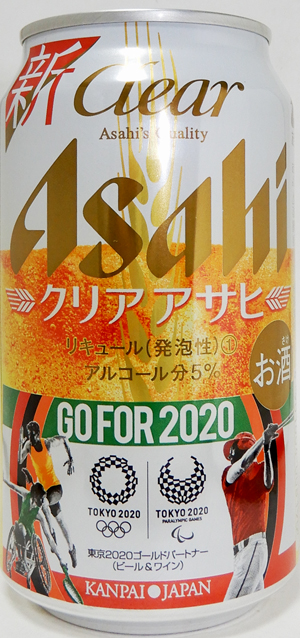 新
Clear
Asahi's Quality
Asahi
クリア アサヒ
リキュール(発泡性)①
アルコール分5%
お酒
さけ
GO FOR 2020
TOKYO 2020
TOKYO 2020
PARALYMPIC GAMES
東京2020ゴールドパートナー
(ビール&ワイン)
KANPAI JAPAN